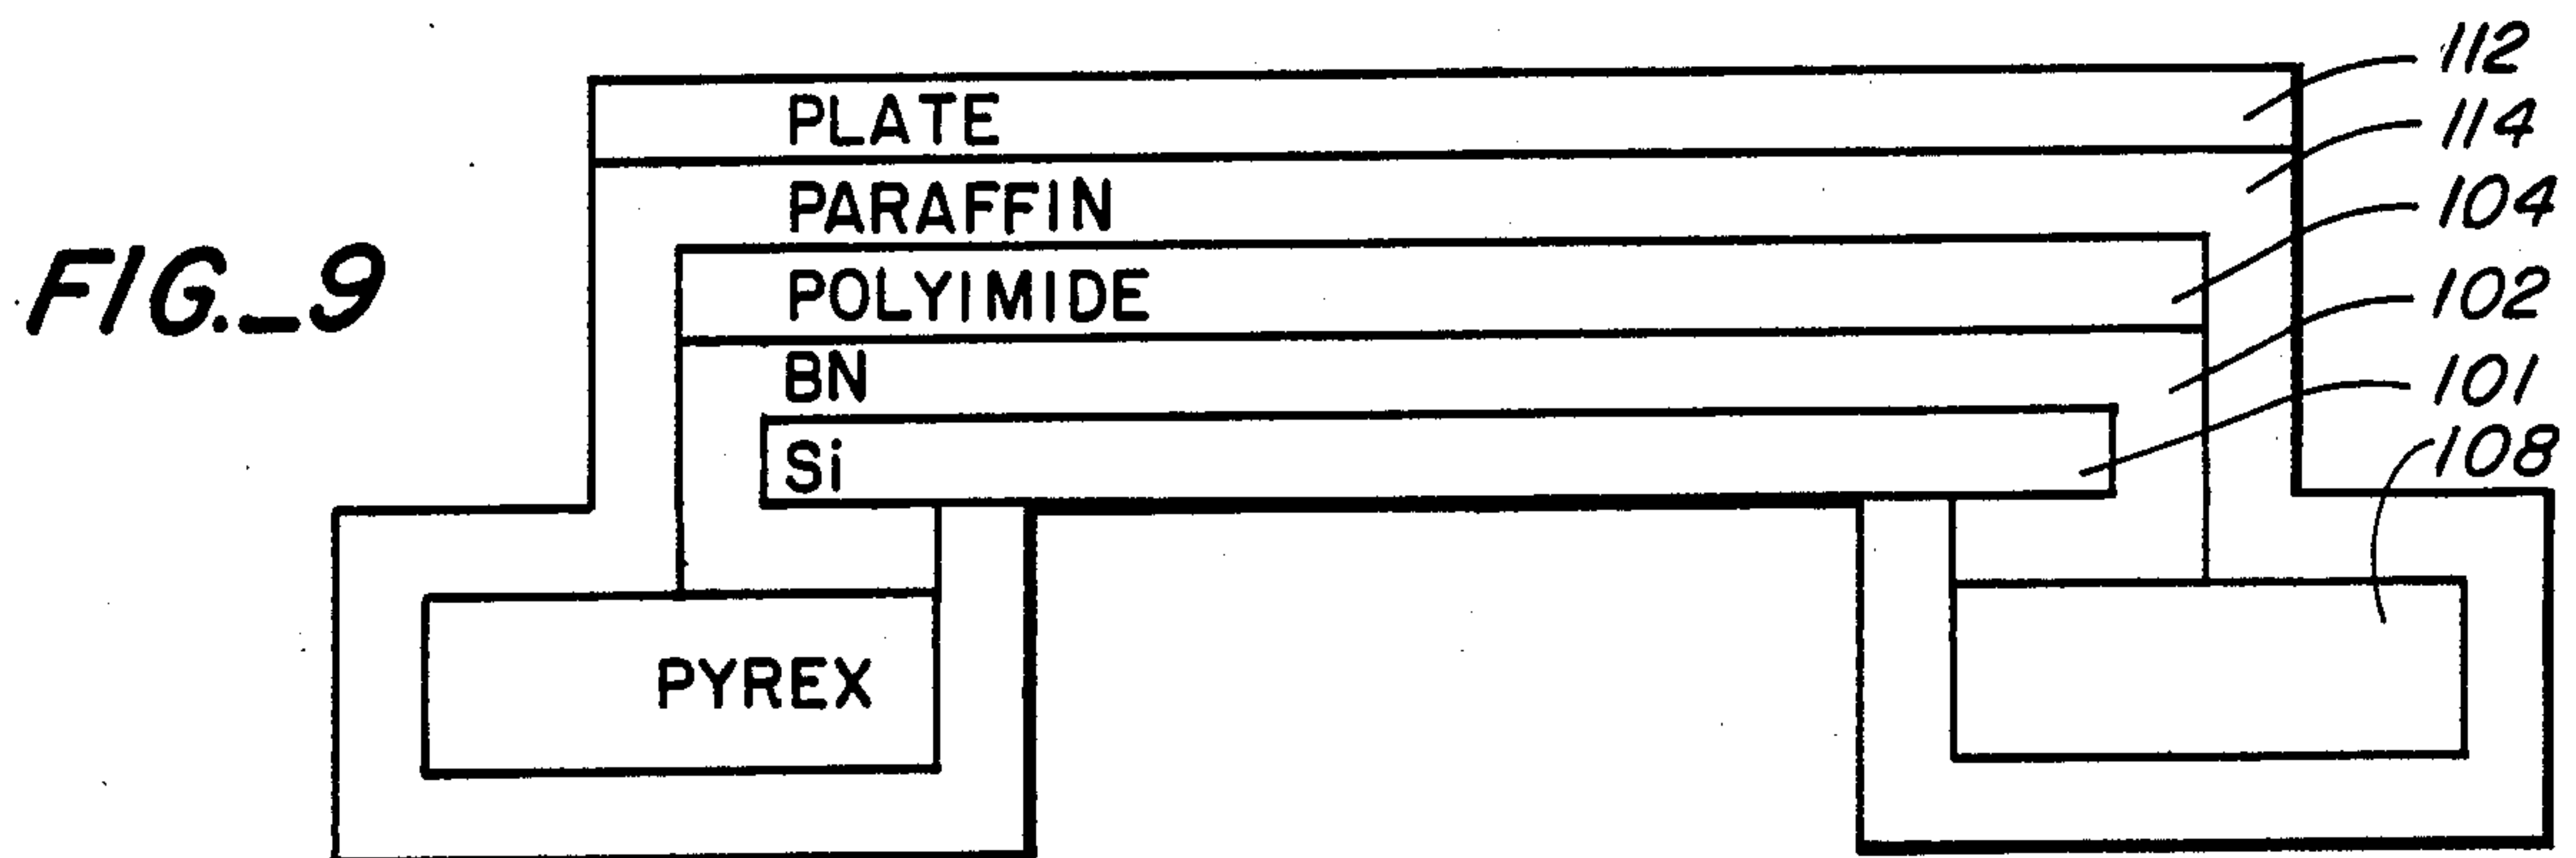 112
PLATE
114
PARAFFIN
104
FIG._9
POLYIMIDE
102
BN
101
Si
108
PYREX